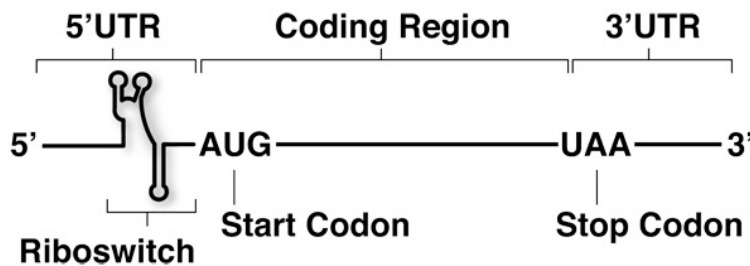 5'UTR Coding Region 3'UTR
5' AUG UAA 3'
Start Codon Stop Codon
Riboswitch